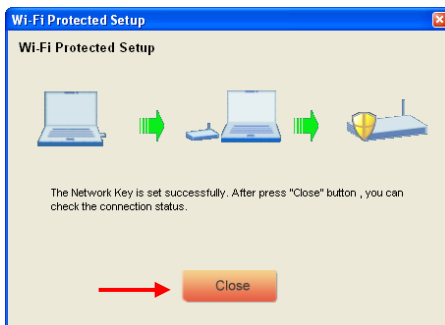 Wi-Fi Protected Setup
Wi-Fi Protected Setup
The Network Key is set successfully. After press "Close" button , you can
check the connection status.
Close